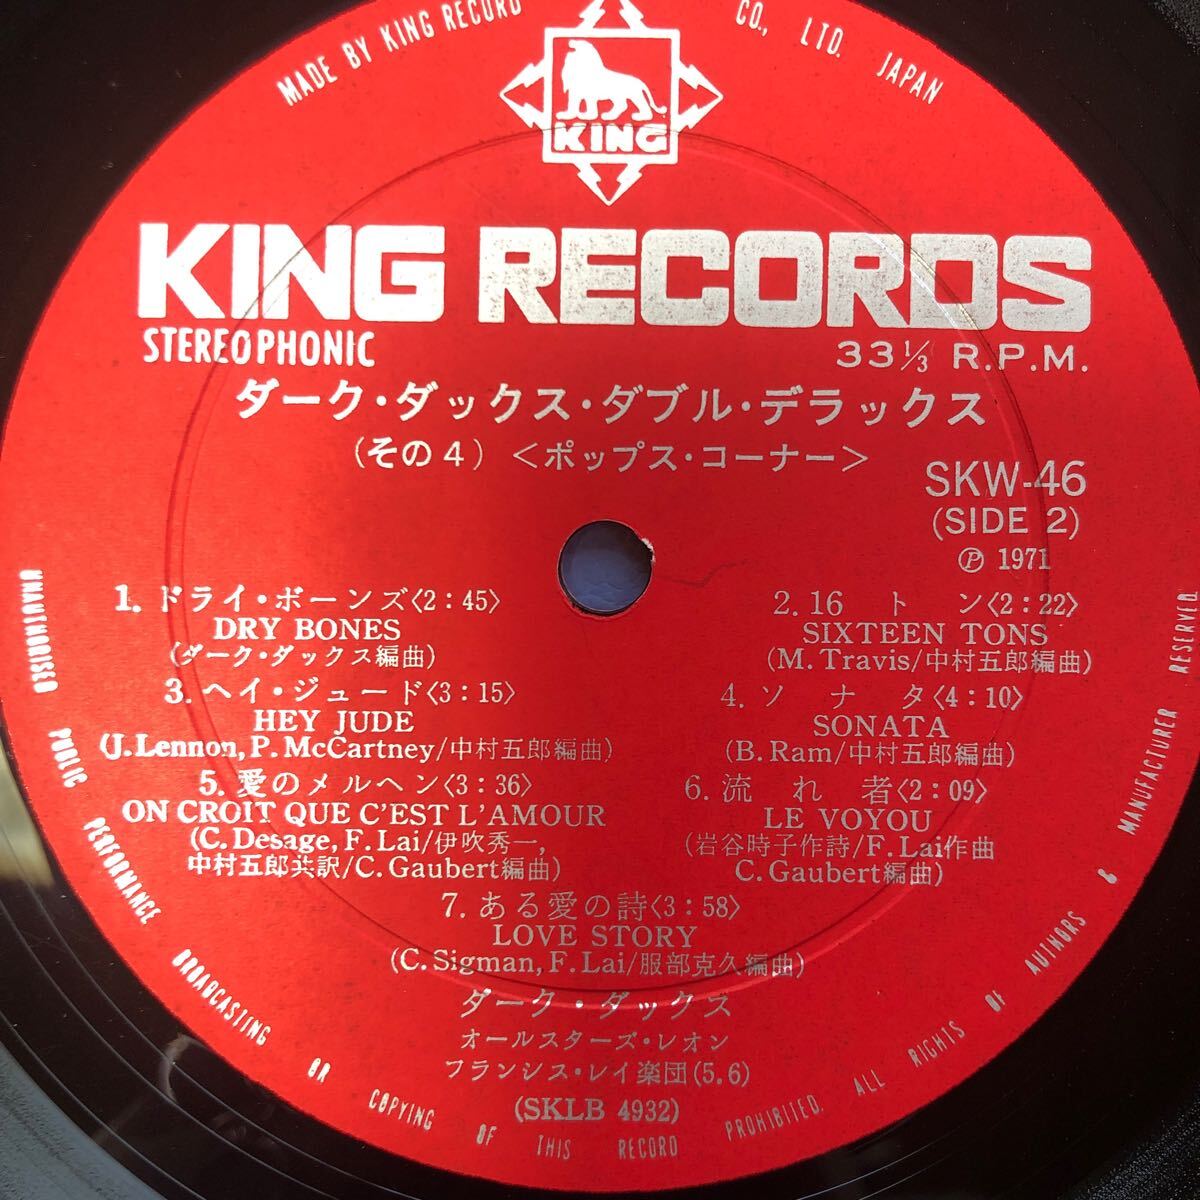 MADE BY KING RECORD CO., LTD. JAPAN
KING
KING RECORDS
STEREOPHONIC
33 1/3 R.P.M.
ダーク・ダックス・ダブル・デラックス
(その4) <ポップス・コーナー>
SKW-46
(SIDE 2)
Ⓟ 1971
1. ドライ・ボーンズ〈2:45〉
DRY BONES
(ダーク・ダックス編曲)
2. 16トン〈2:22〉
SIXTEEN TONS
(M. Travis/中村五郎編曲)
3. ヘイ・ジュード〈3:15〉
HEY JUDE
(J. Lennon, P. McCartney/中村五郎編曲)
4. ソナタ〈4:10〉
SONATA
(B. Ram/中村五郎編曲)
5. 愛のメルヘン〈3:36〉
ON CROIT QUE C'EST L'AMOUR
(C. Desage, F. Lai/伊吹秀一,
中村五郎共訳/C. Gaubert編曲)
6. 流れ者〈2:09〉
LE VOYOU
(岩谷時子作詩/F. Lai作曲
C. Gaubert編曲)
7. ある愛の詩〈3:58〉
LOVE STORY
(C. Sigman, F. Lai/服部克久編曲)
ダーク・ダックス
オールスターズ・レオン
フランシス・レイ楽団(5.6)
(SKLB 4932)
UNAUTHORISED PUBLIC PERFORMANCE BROADCASTING OR COPYING OF THIS RECORD PROHIBITED. ALL RIGHTS OF AUTHORS & MANUFACTURER RESERVED.